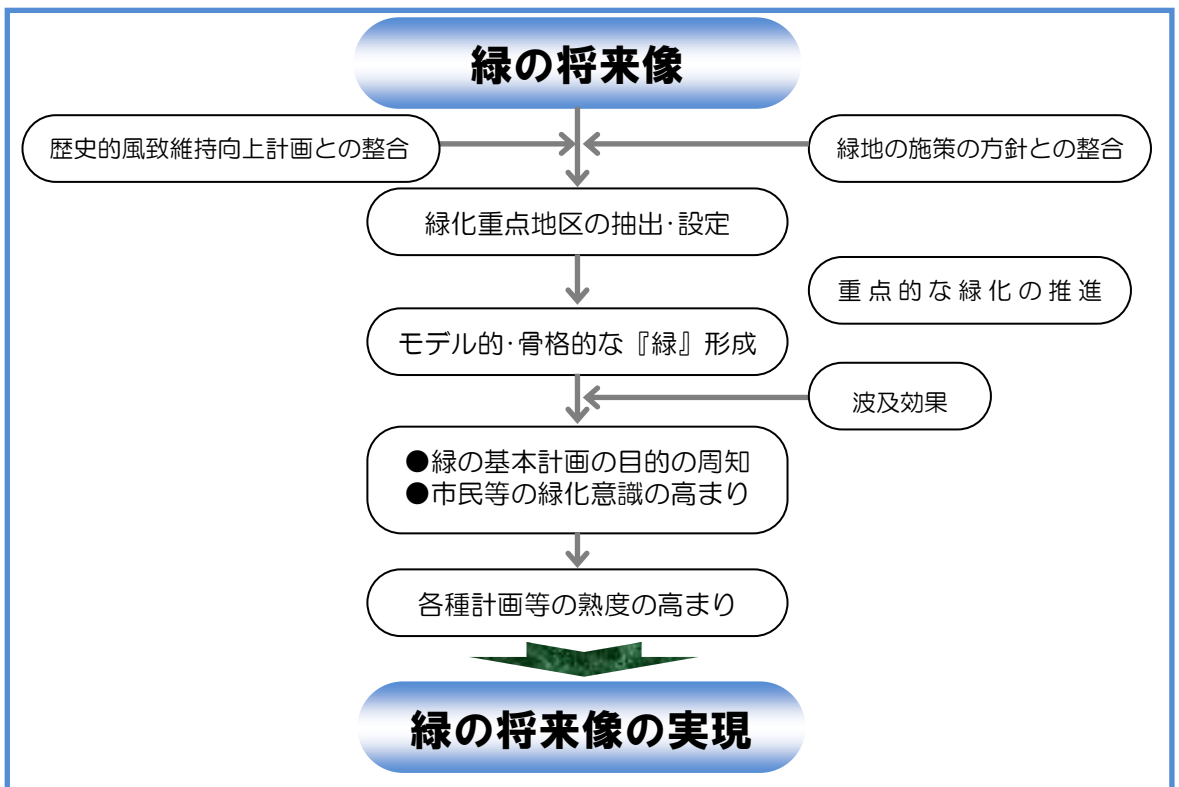 緑の将来像
歴史的風致維持向上計画との整合
緑地の施策の方針との整合
緑化重点地区の抽出・設定
重点的な緑化の推進
モデル的・骨格的な『緑』形成
波及効果
●緑の基本計画の目的の周知
●市民等の緑化意識の高まり
各種計画等の熟度の高まり
緑の将来像の実現